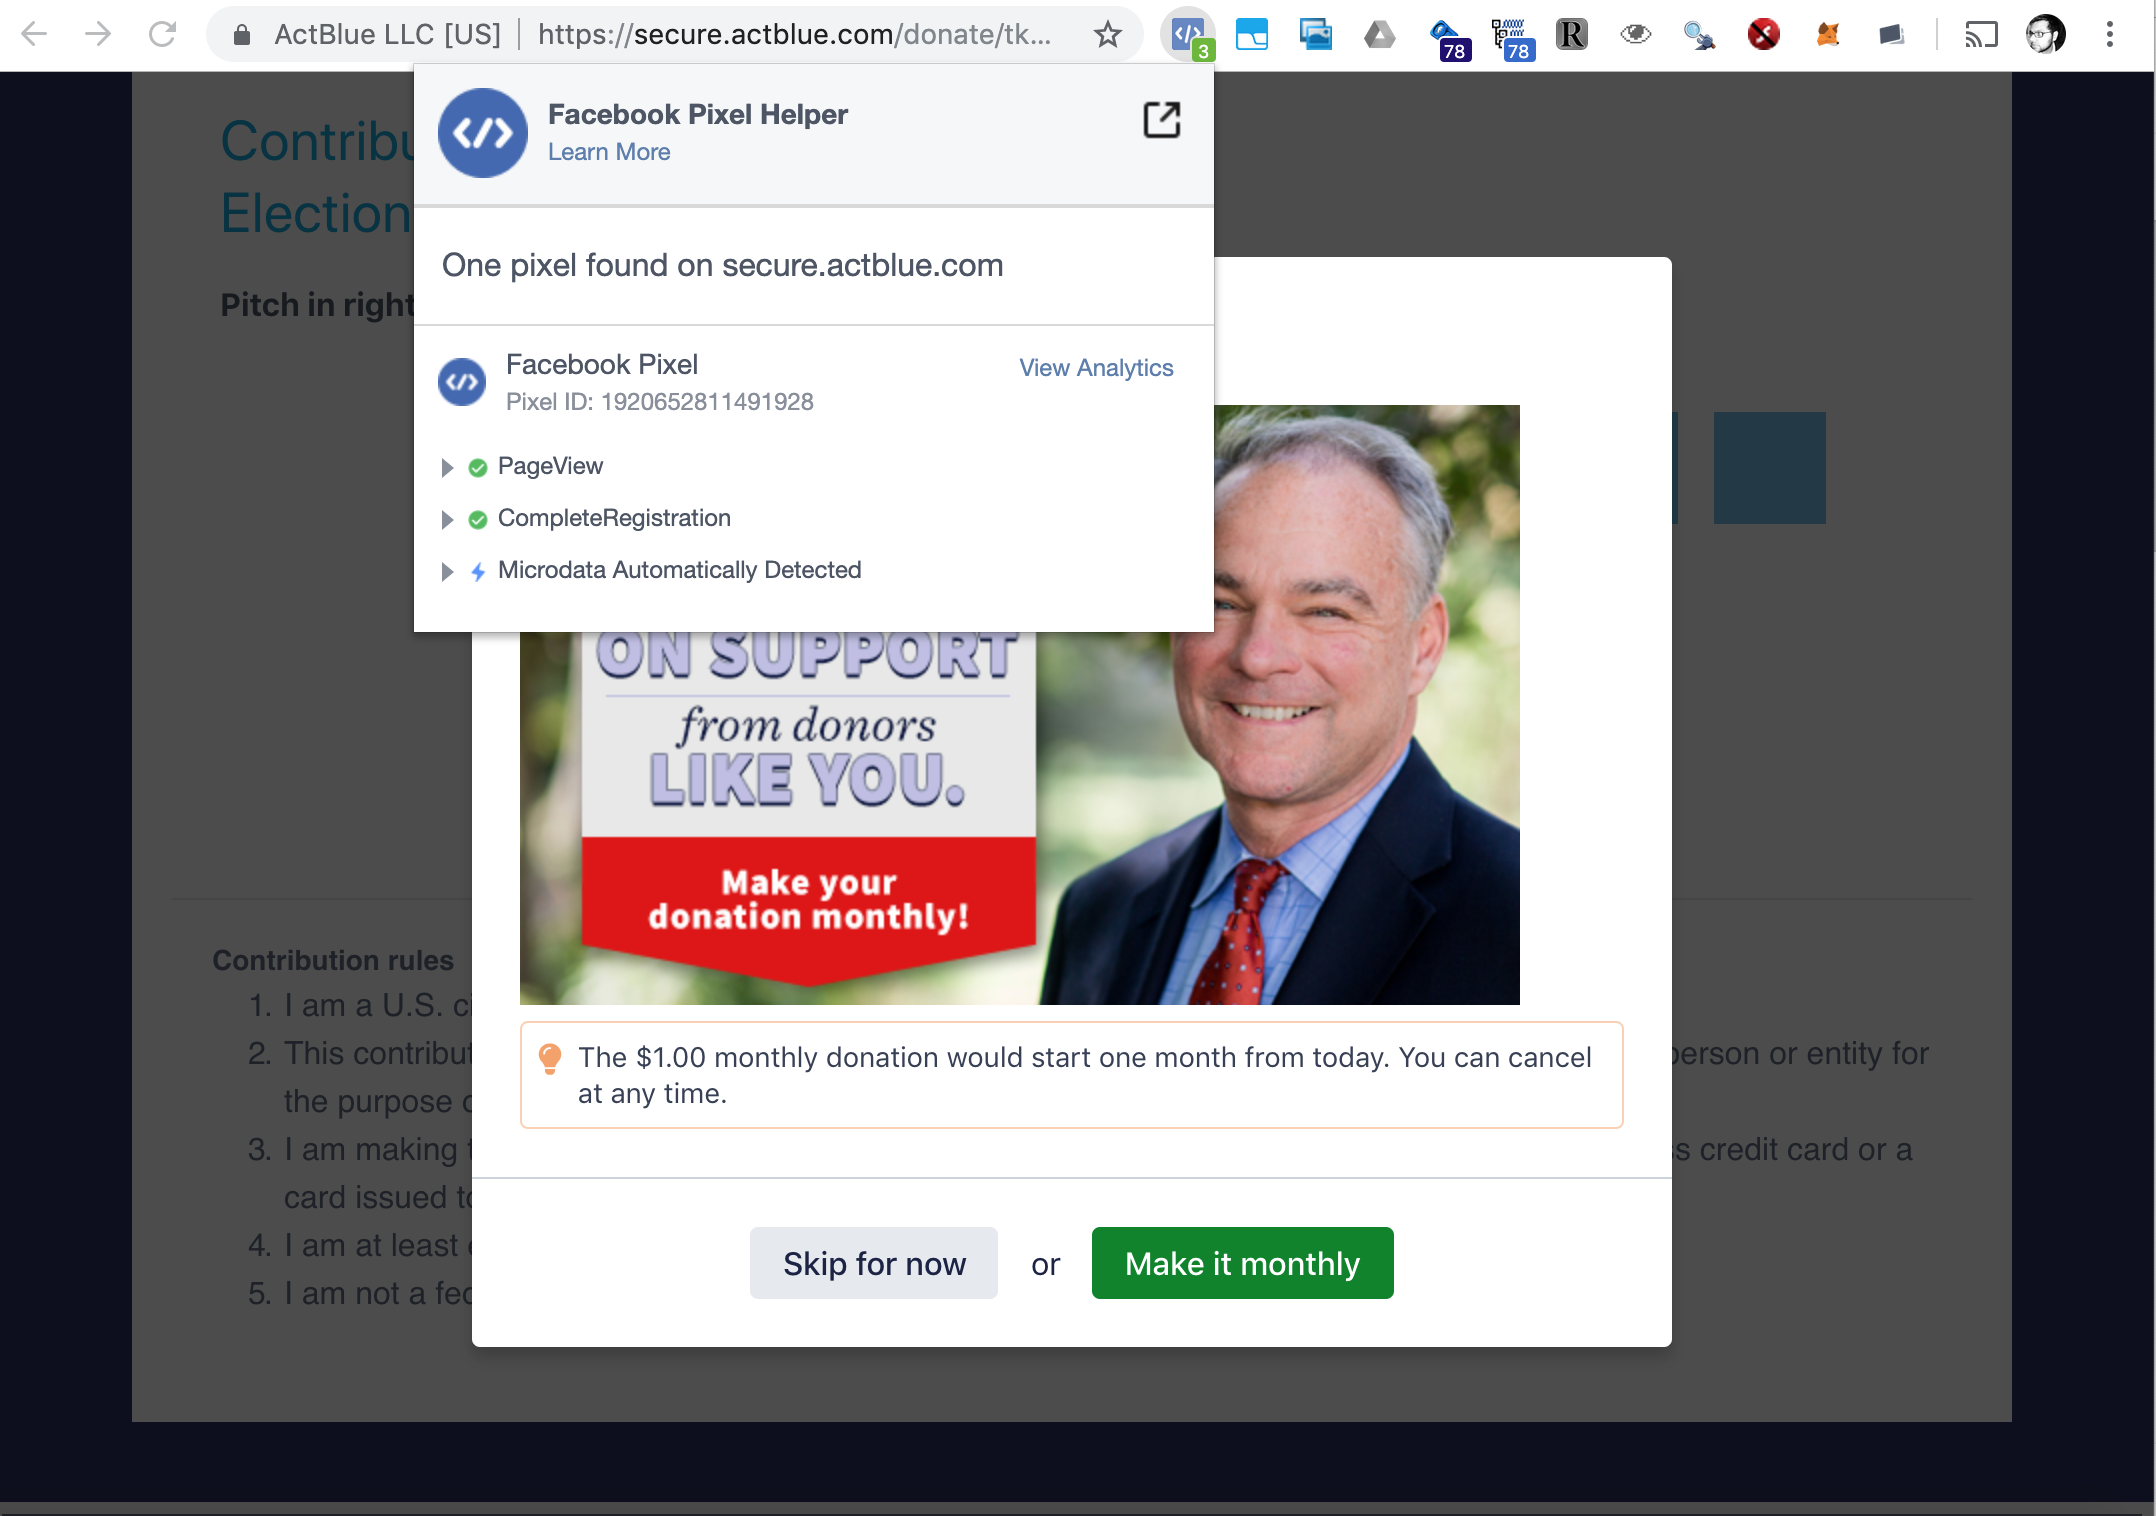 ActBlue LLC [US] https://secure.actblue.com/donate/tk...
3
78
78
R
Facebook Pixel Helper
Learn More
One pixel found on secure.actblue.com
Facebook Pixel
View Analytics
Pixel ID: 1920652811491928
PageView
CompleteRegistration
Microdata Automatically Detected
Contribu
Election
Pitch in right
ON SUPPORT
from donors
LIKE YOU.
Make your
donation monthly!
The $1.00 monthly donation would start one month from today. You can cancel
at any time.
Skip for now or Make it monthly
Contribution rules
1. I am a U.S. ci
2. This contribut person or entity for
the purpose o
3. I am making t s credit card or a
card issued to
4. I am at least e
5. I am not a fed